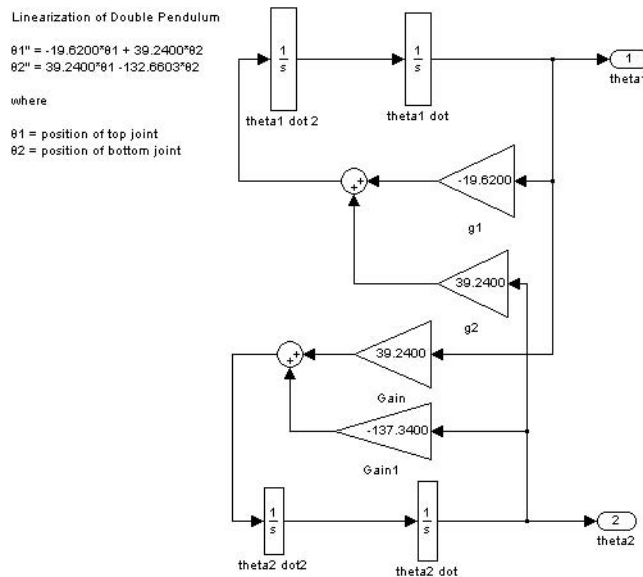 Linearization of Double Pendulum
θ1" = -19.6200*θ1 + 39.2400*θ2
θ2" = 39.2400*θ1 -132.6603*θ2
where
θ1 = position of top joint
θ2 = position of bottom joint
1
s
theta1 dot 2
1
s
theta1 dot
1
theta1
+
+
-19.6200
g1
39.2400
g2
+
+
39.2400
Gain
-137.3400
Gain1
1
s
theta2 dot2
1
s
theta2 dot
2
theta2